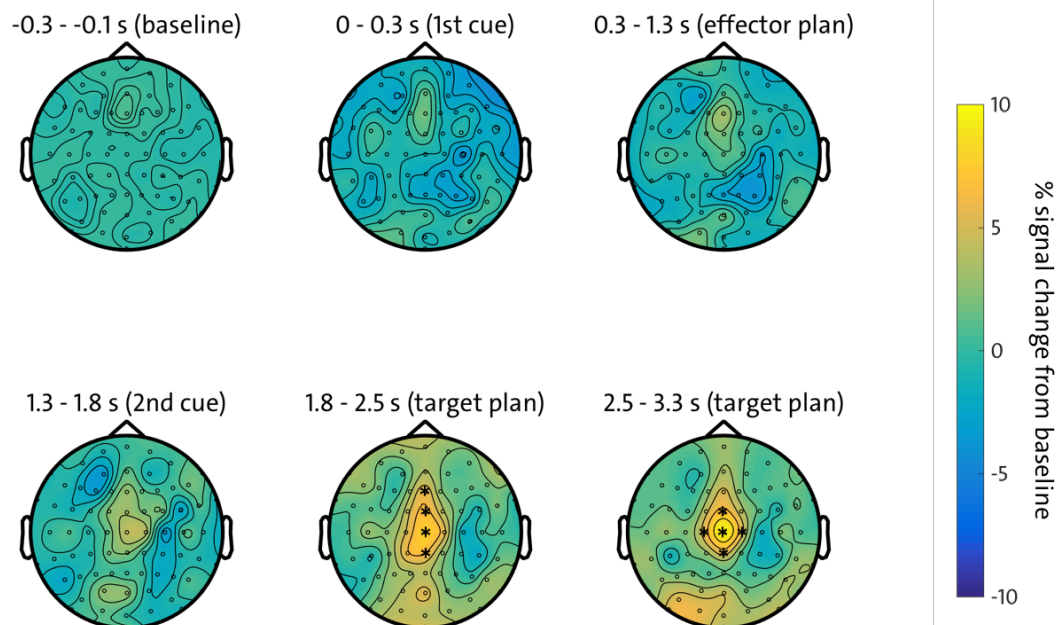 -0.3 - -0.1 s (baseline)
0 - 0.3 s (1st cue)
0.3 - 1.3 s (effector plan)
1.3 - 1.8 s (2nd cue)
1.8 - 2.5 s (target plan)
2.5 - 3.3 s (target plan)
10
5
0
-5
-10
% signal change from baseline